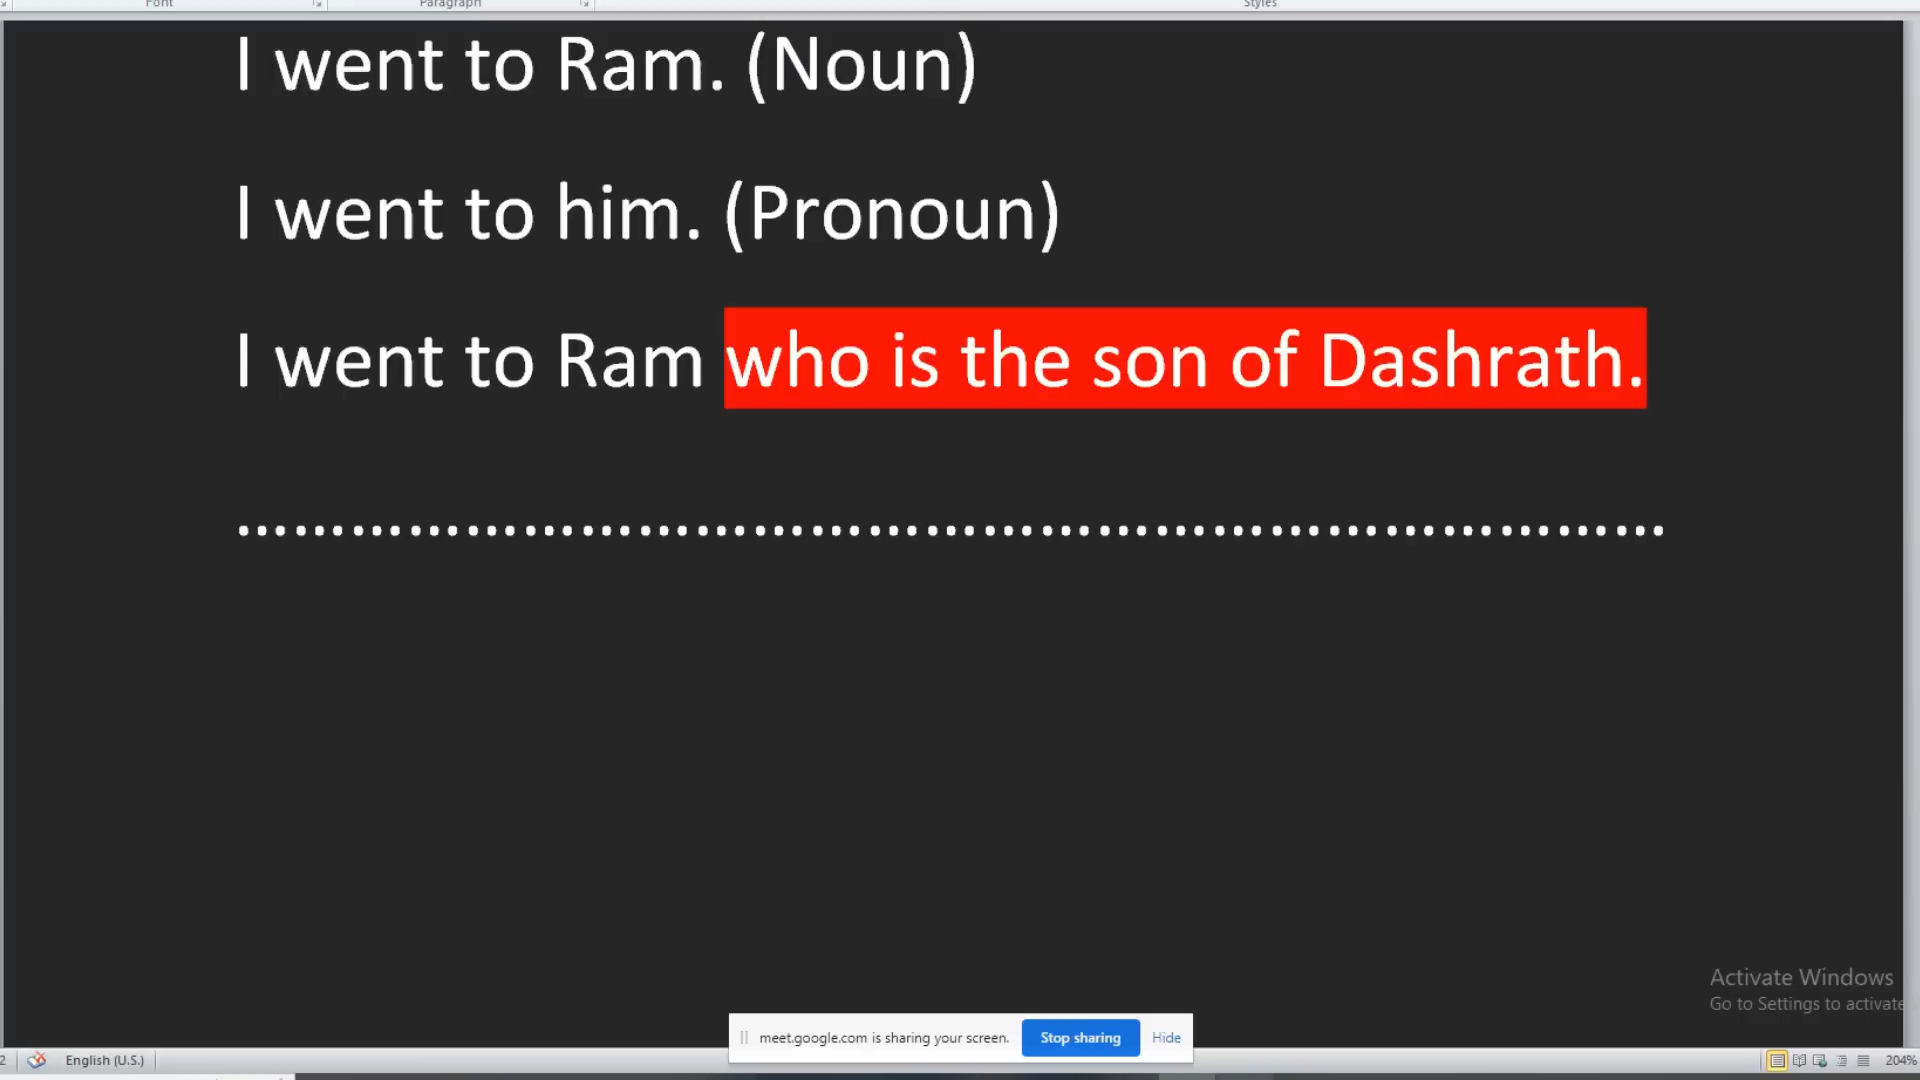 Font
Paragraph
Styles
I went to Ram. (Noun)
I went to him. (Pronoun)
I went to Ram who is the son of Dashrath.
...........................................................................
Activate Windows
Go to Settings to activate
meet.google.com is sharing your screen.
Stop sharing
Hide
2
English (U.S.)
204%